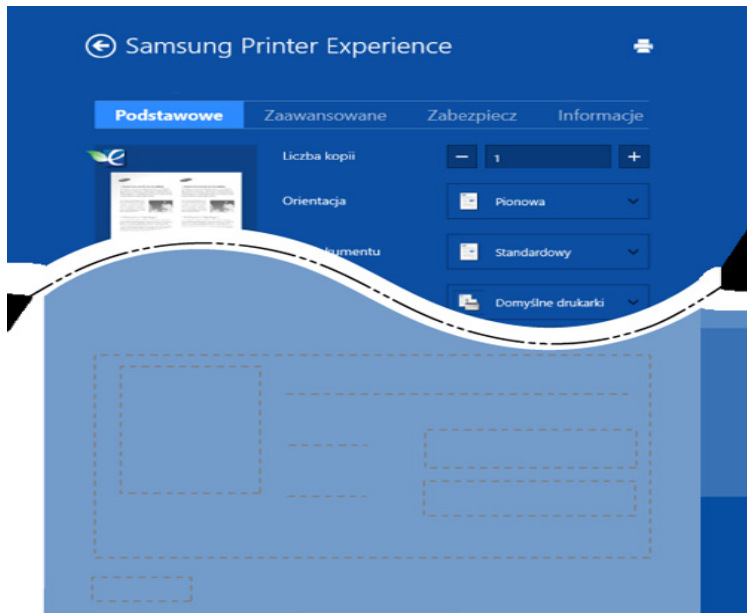 Samsung Printer Experience
Podstawowe Zaawansowane Zabezpiecz Informacje
Liczba kopii 1
Orientacja Pionowa
Standardowy
Domyślne drukarki